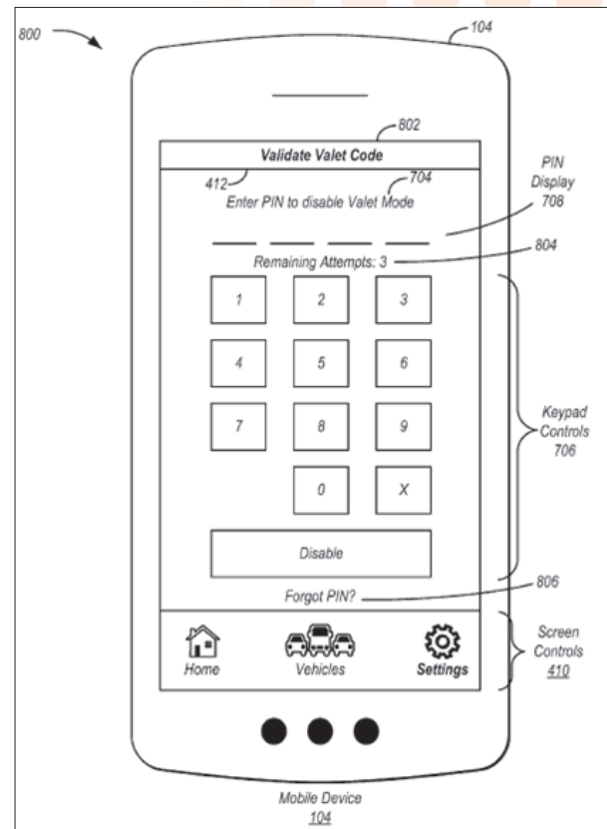 800
104
802
Validate Valet Code
412
704
Enter PIN to disable Valet Mode
PIN
Display
708
Remaining Attempts: 3
804
1 2 3
4 5 6
7 8 9
0 X
Keypad
Controls
706
Disable
Forgot PIN?
806
Home Vehicles Settings
Screen
Controls
410
Mobile Device
104